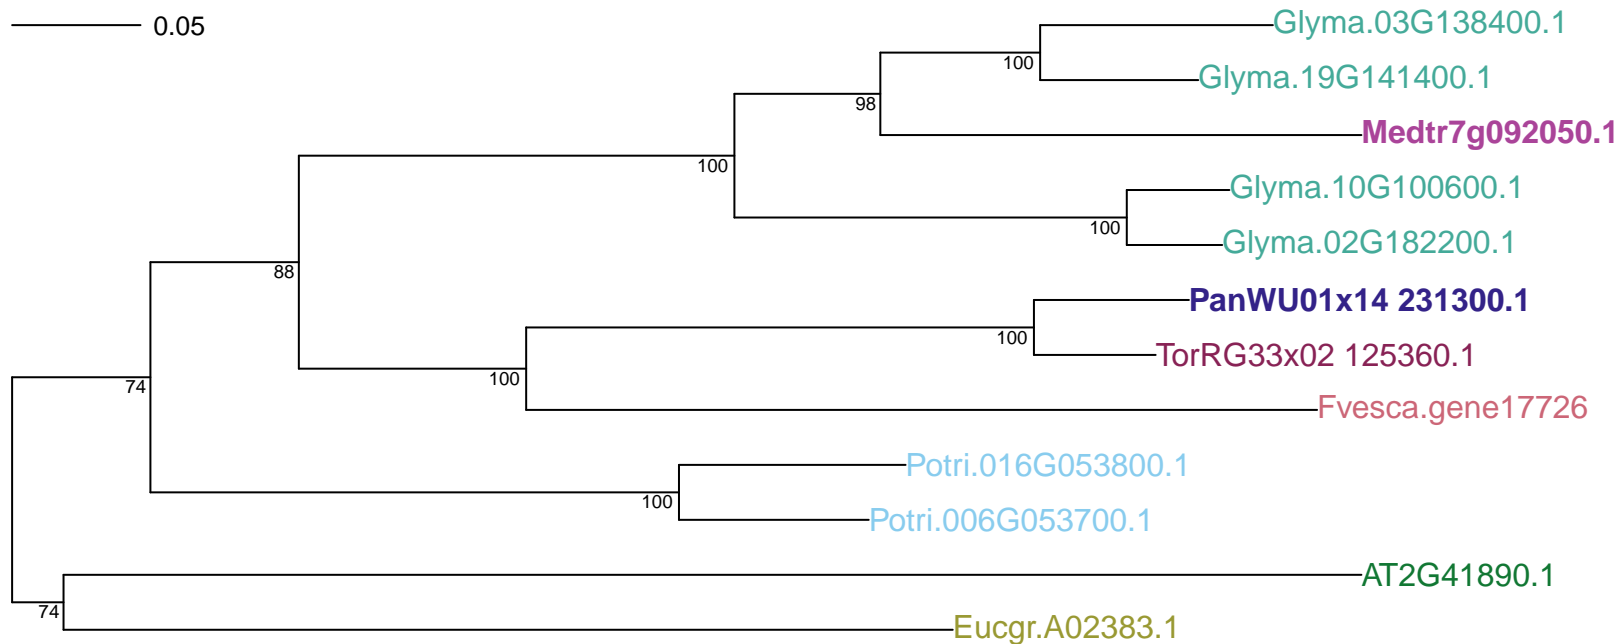 0.05
Glyma.03G138400.1
100
Glyma.19G141400.1
98
Medtr7g092050.1
100
Glyma.10G100600.1
100
Glyma.02G182200.1
88
PanWU01x14 231300.1
100
TorRG33x02 125360.1
100
74
Fvesca.gene17726
Potri.016G053800.1
100
Potri.006G053700.1
AT2G41890.1
74
Eucgr.A02383.1